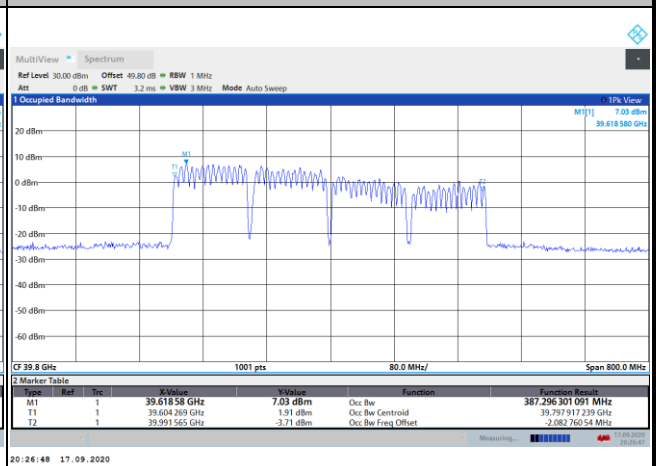 MultiView Spectrum
Ref Level 30.00 dBm Offset 49.80 dB RBW 1 MHz
Att 0 dB SWT 3.2 ms VBW 3 MHz Mode Auto Sweep
1 Occupied Bandwidth 1Pk View
M1[1] 7.03 dBm
39.618 580 GHz
20 dBm
M1
10 dBm
T1
T2
0 dBm
-10 dBm
-20 dBm
-30 dBm
-40 dBm
-50 dBm
-60 dBm
CF 39.8 GHz 1001 pts 80.0 MHz/ Span 800.0 MHz
2 Marker Table
Type Ref Trc X-Value Y-Value Function Function Result
M1 1 39.618 58 GHz 7.03 dBm Occ Bw 387.296 301 091 MHz
T1 1 39.604 269 GHz 1.91 dBm Occ Bw Centroid 39.797 917 239 GHz
T2 1 39.991 565 GHz -3.71 dBm Occ Bw Freq Offset -2.082 760 54 MHz
Measuring... 17.09.2020
20:26:47
20:26:48 17.09.2020